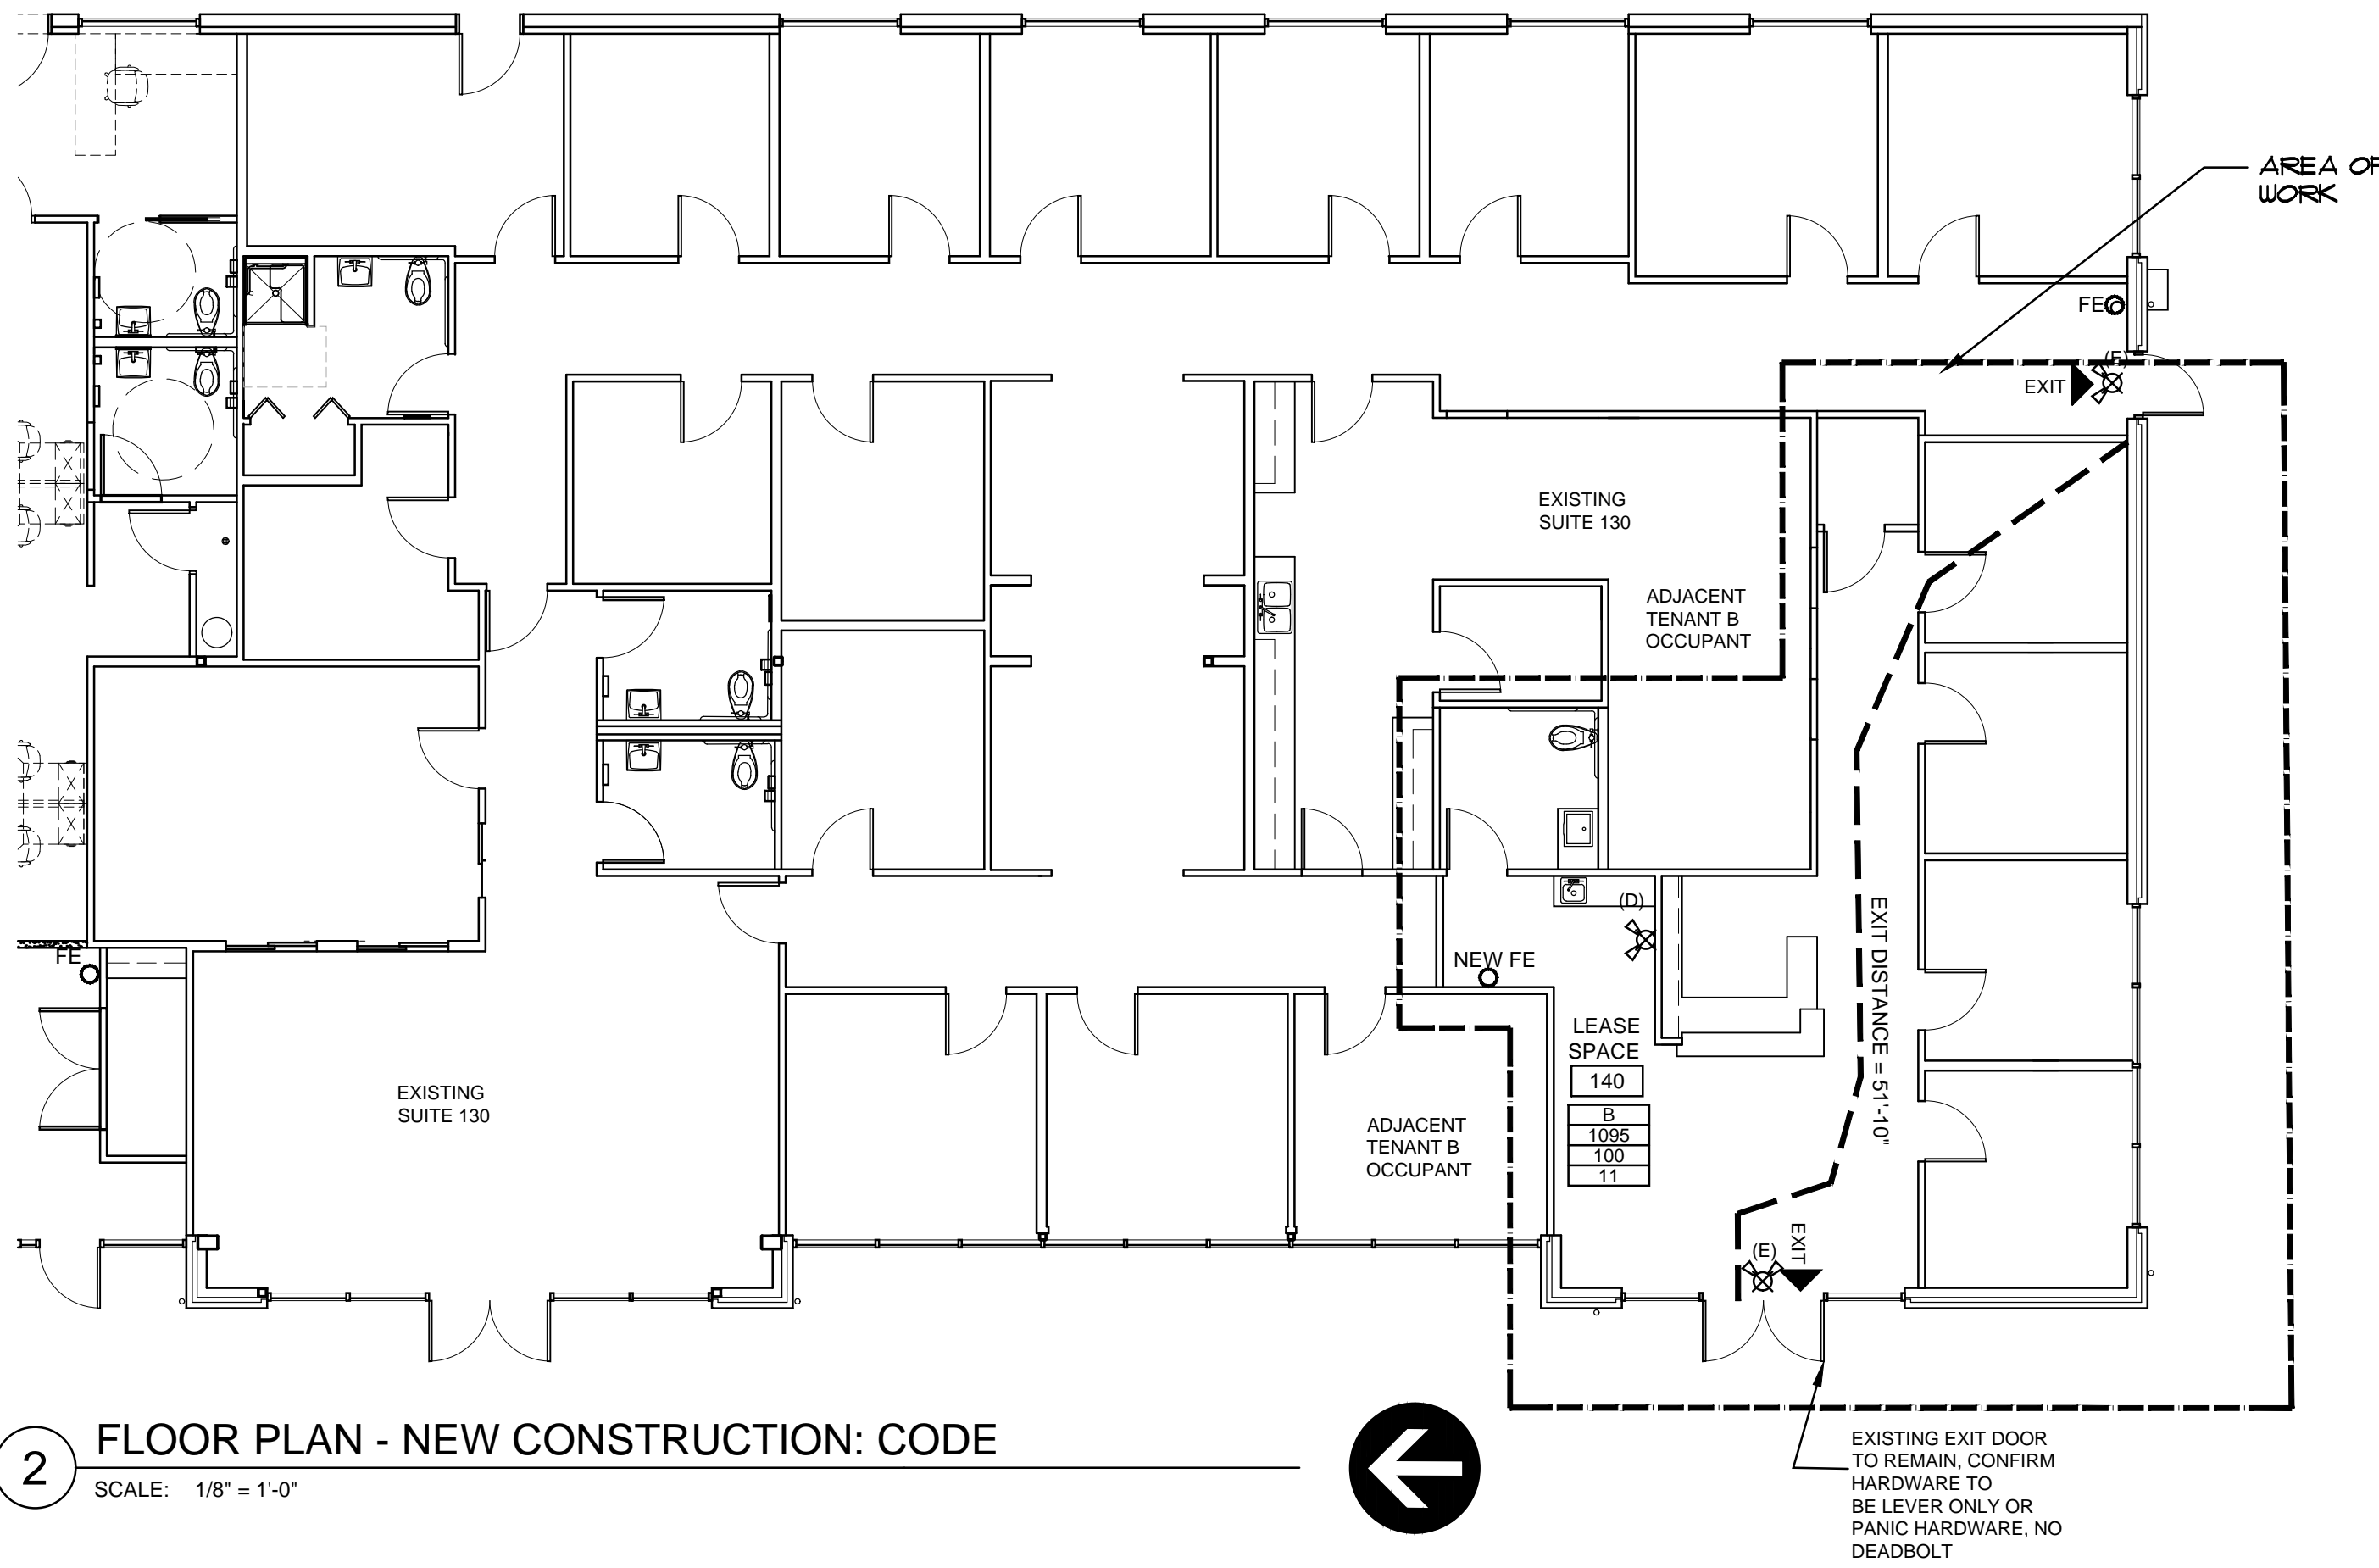 AREA OF
WORK
FE
(E)
EXIT
EXISTING
SUITE 130
ADJACENT
TENANT B
OCCUPANT
(D)
EXIT DISTANCE = 51'-10"
FE
NEW FE
LEASE
SPACE
140
B
1095
100
11
EXISTING
SUITE 130
ADJACENT
TENANT B
OCCUPANT
EXIT
(E)
2
FLOOR PLAN - NEW CONSTRUCTION: CODE
SCALE: 1/8" = 1'-0"
EXISTING EXIT DOOR
TO REMAIN, CONFIRM
HARDWARE TO
BE LEVER ONLY OR
PANIC HARDWARE, NO
DEADBOLT